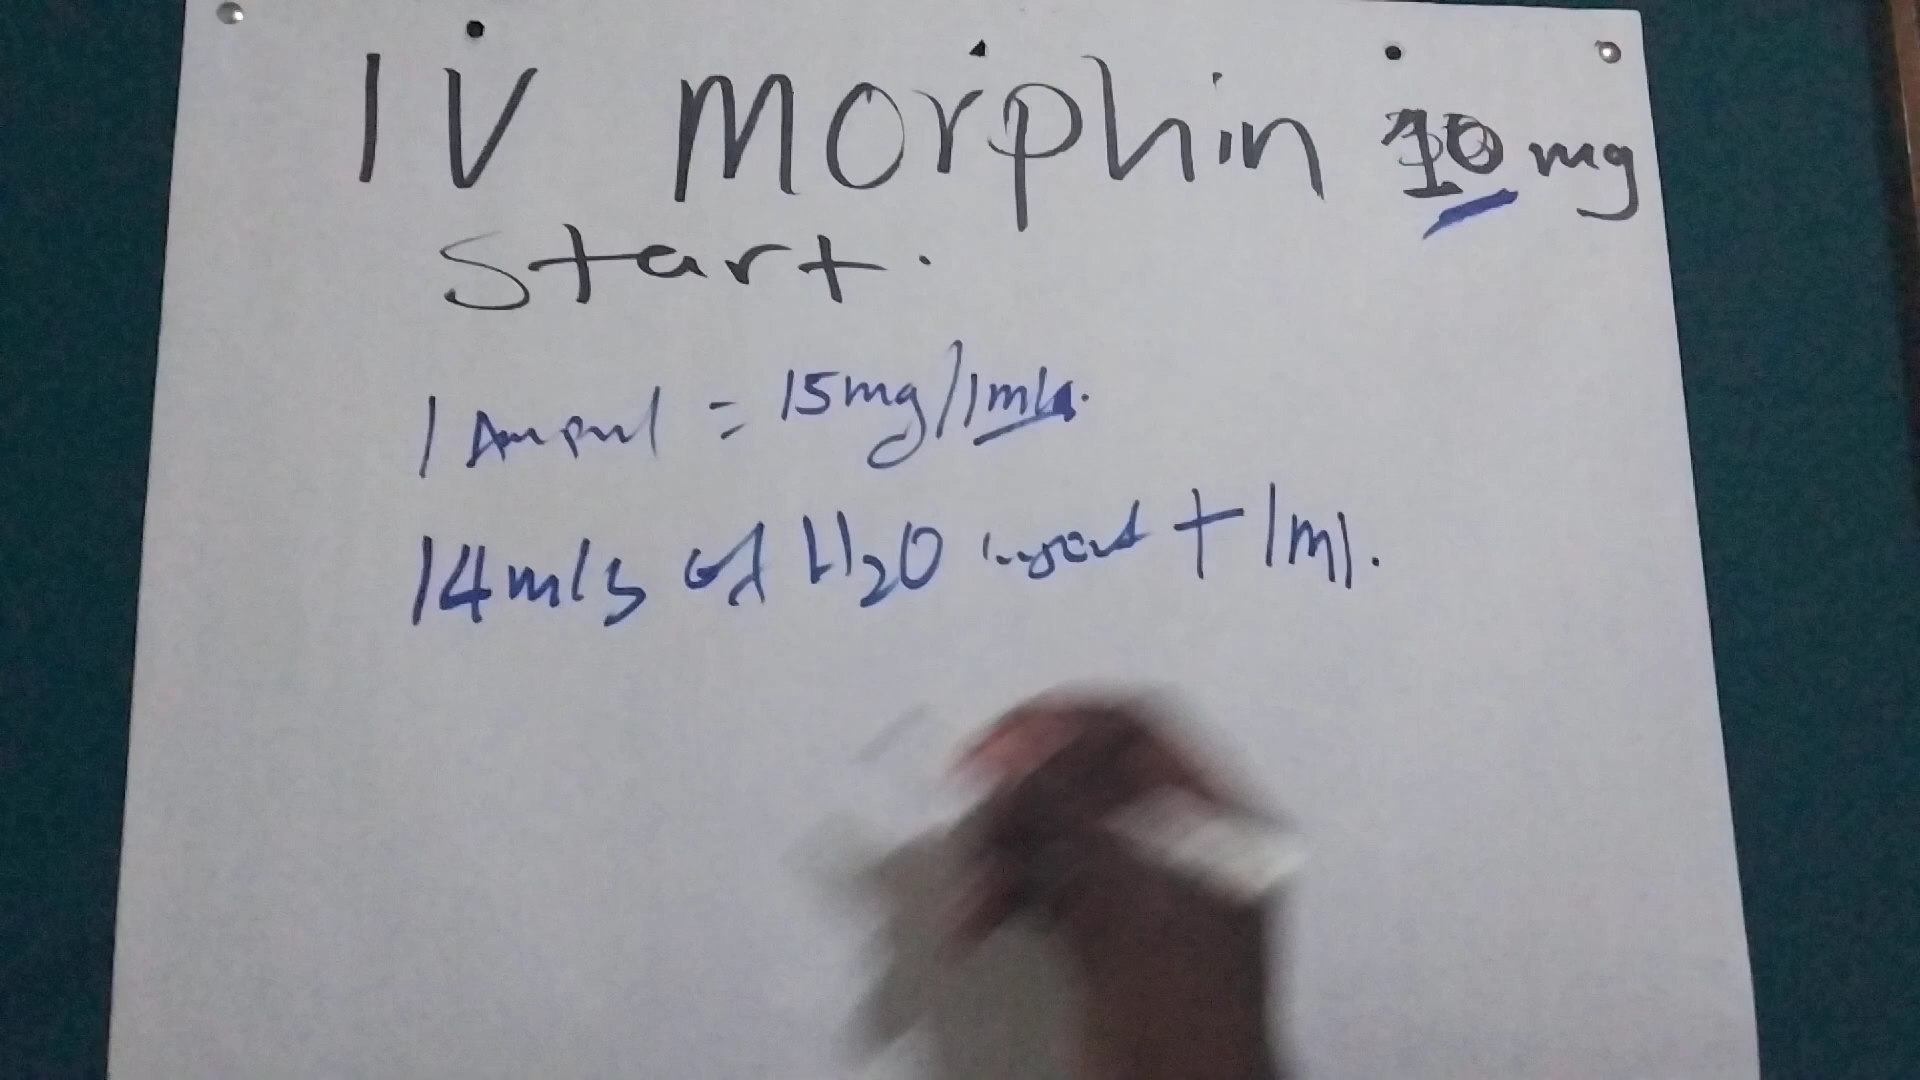 IV morphin 10 mg
start.
1 Ampul = 15mg/1mls.
14mls of H2O + 1ml.